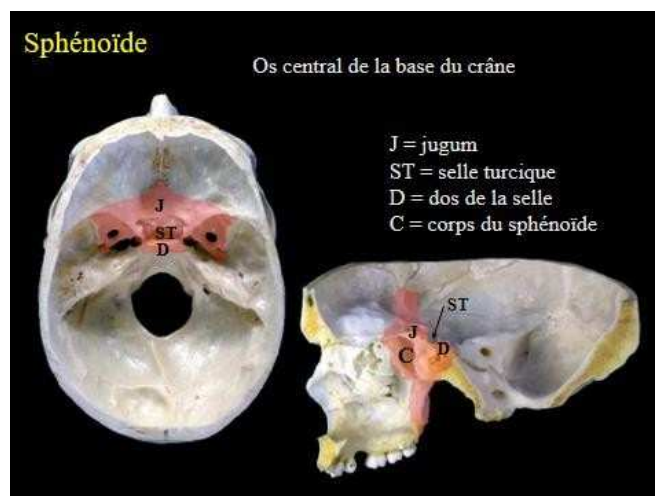 Sphénoïde
Os central de la base du crâne
J = jugum
ST = selle turcique
D = dos de la selle
C = corps du sphénoïde
J
ST
D
ST
J
C
D